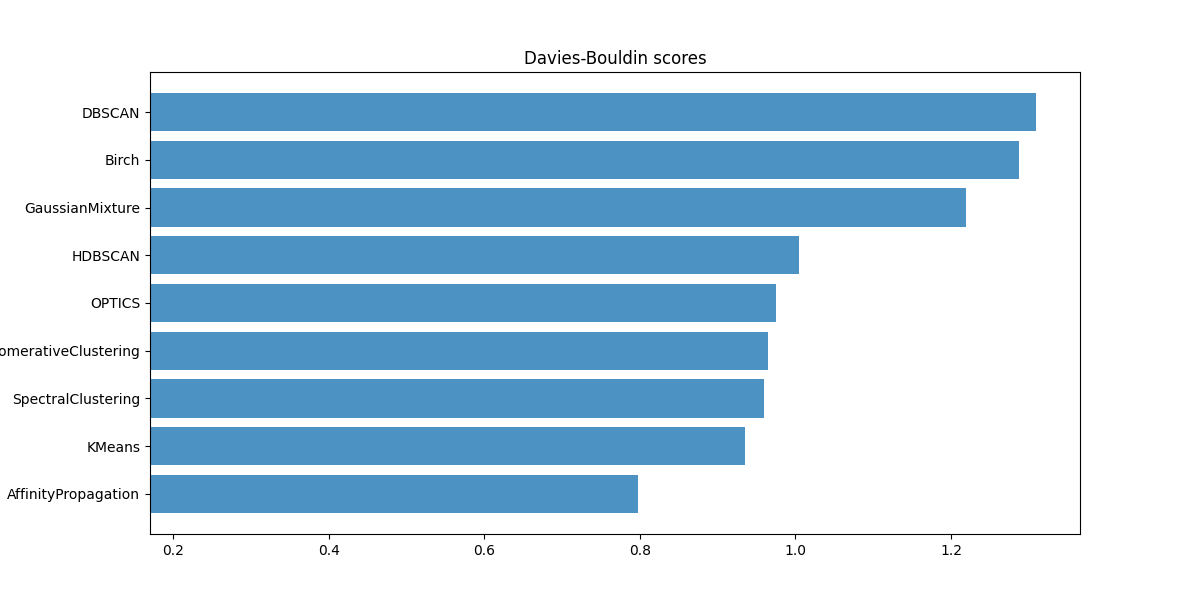 Davies-Bouldin scores
DBSCAN
Birch
GaussianMixture
HDBSCAN
OPTICS
omerativeClustering
SpectralClustering
KMeans
AffinityPropagation
0.2 0.4 0.6 0.8 1.0 1.2